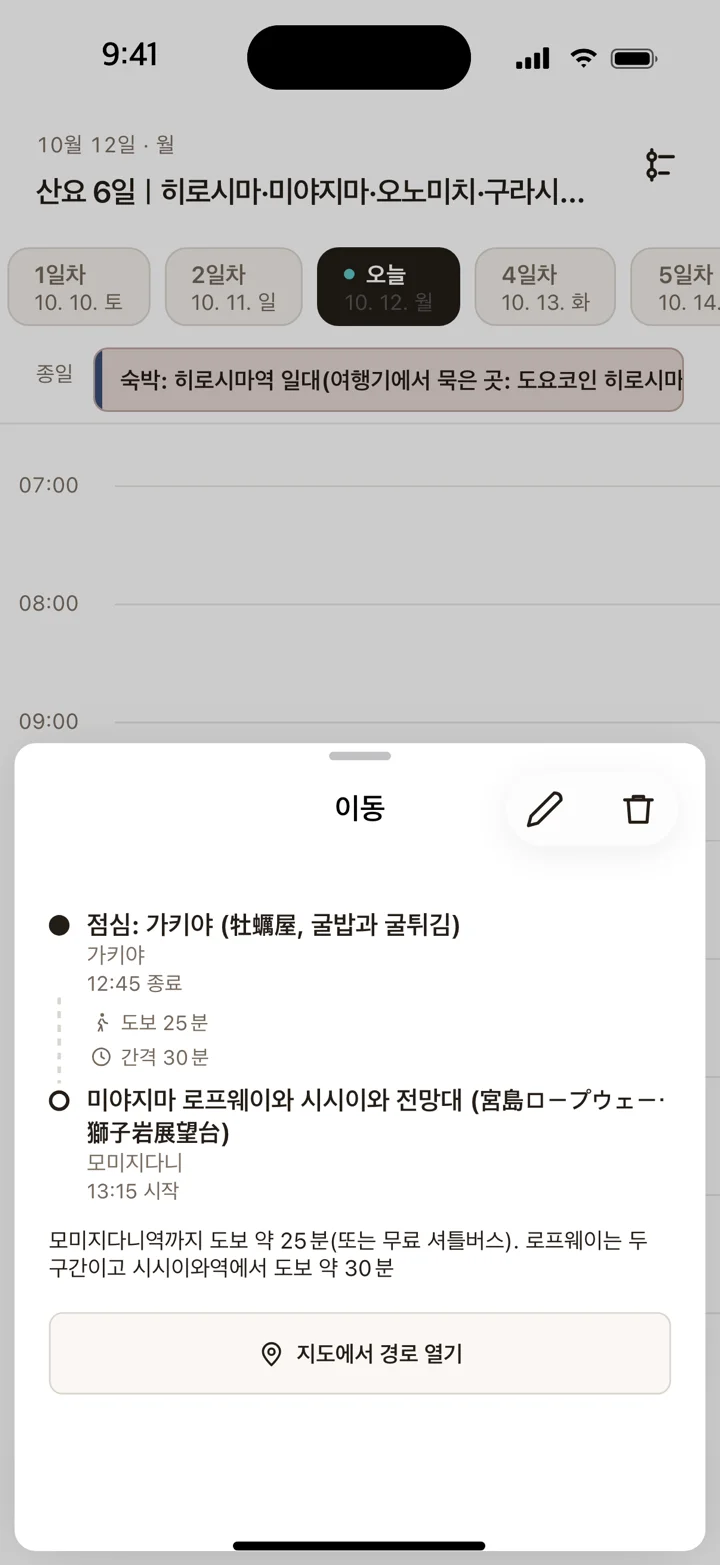 9:41
10월 12일 · 월
산요 6일 | 히로시마·미야지마·오노미치·구라시...
1일차
10. 10. 토
2일차
10. 11. 일
오늘
10. 12. 월
4일차
10. 13. 화
5일차
10. 14.
종일
숙박: 히로시마역 일대(여행기에서 묵은 곳: 도요코인 히로시마
07:00
08:00
09:00
이동
점심: 가키야 (牡蠣屋, 굴밥과 굴튀김)
가키야
12:45 종료
도보 25분
간격 30분
미야지마 로프웨이와 시시이와 전망대 (宮島ロープウェー·
獅子岩展望台)
모미지다니
13:15 시작
모미지다니역까지 도보 약 25분(또는 무료 셔틀버스). 로프웨이는 두
구간이고 시시이와역에서 도보 약 30분
지도에서 경로 열기